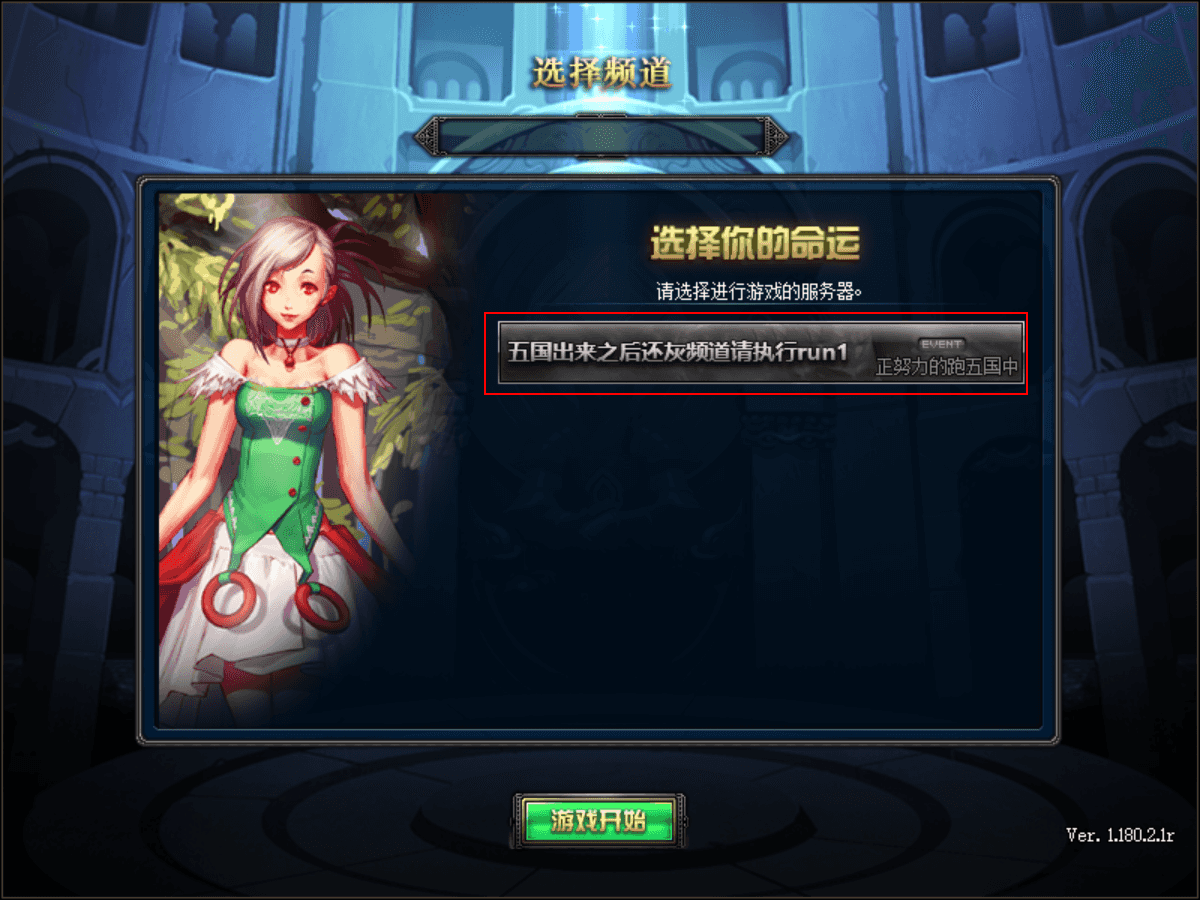 选择频道
选择你的命运
请选择进行游戏的服务器。
五国出来之后还灰频道请执行run1
EVENT
正努力的跑五国中
游戏开始
Ver. 1.180.2.1r